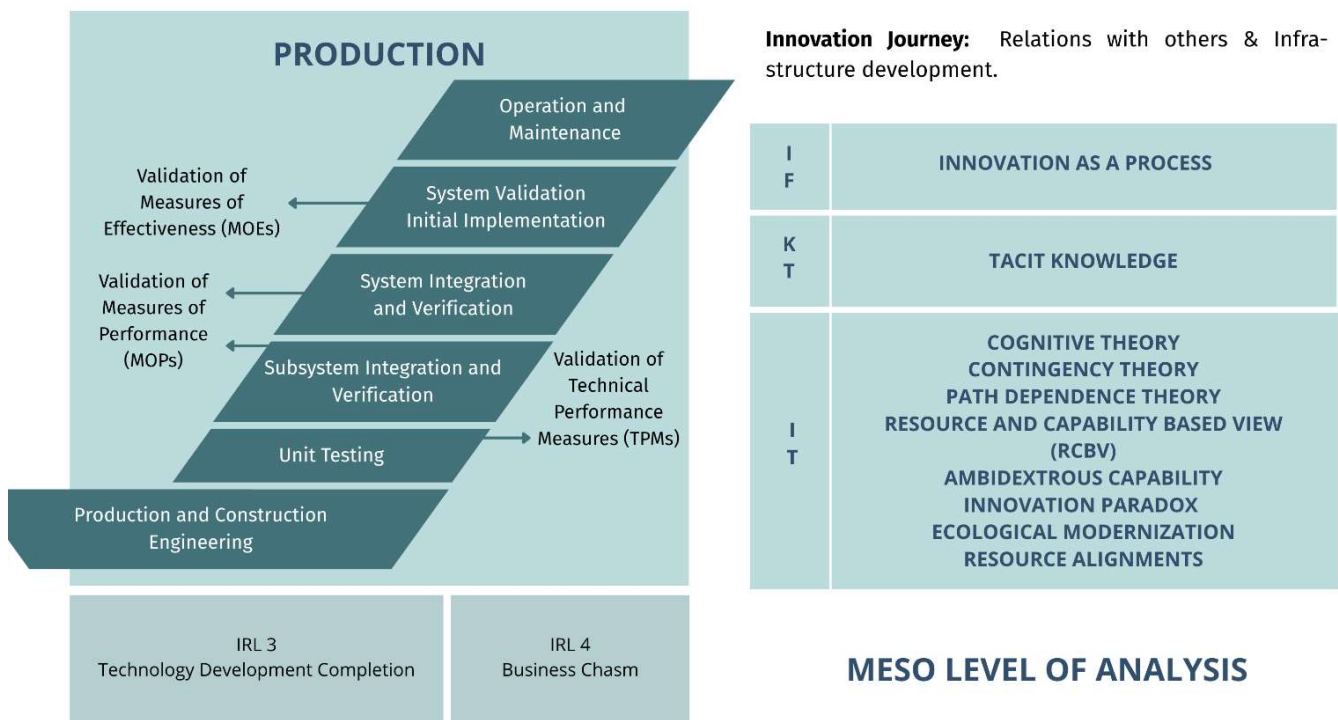 PRODUCTION
Operation and
Maintenance
Validation of
Measures of
Effectiveness (MOEs)
System Validation
Initial Implementation
Validation of
Measures of
Performance
(MOPs)
System Integration
and Verification
Subsystem Integration and
Verification
Validation of
Technical
Performance
Measures (TPMs)
Unit Testing
Production and Construction
Engineering
IRL 3
Technology Development Completion
IRL 4
Business Chasm
Innovation Journey: Relations with others & Infra-
structure development.
I
F
INNOVATION AS A PROCESS
K
T
TACIT KNOWLEDGE
I
T
COGNITIVE THEORY
CONTINGENCY THEORY
PATH DEPENDENCE THEORY
RESOURCE AND CAPABILITY BASED VIEW
(RCBV)
AMBIDEXTROUS CAPABILITY
INNOVATION PARADOX
ECOLOGICAL MODERNIZATION
RESOURCE ALIGNMENTS
MESO LEVEL OF ANALYSIS